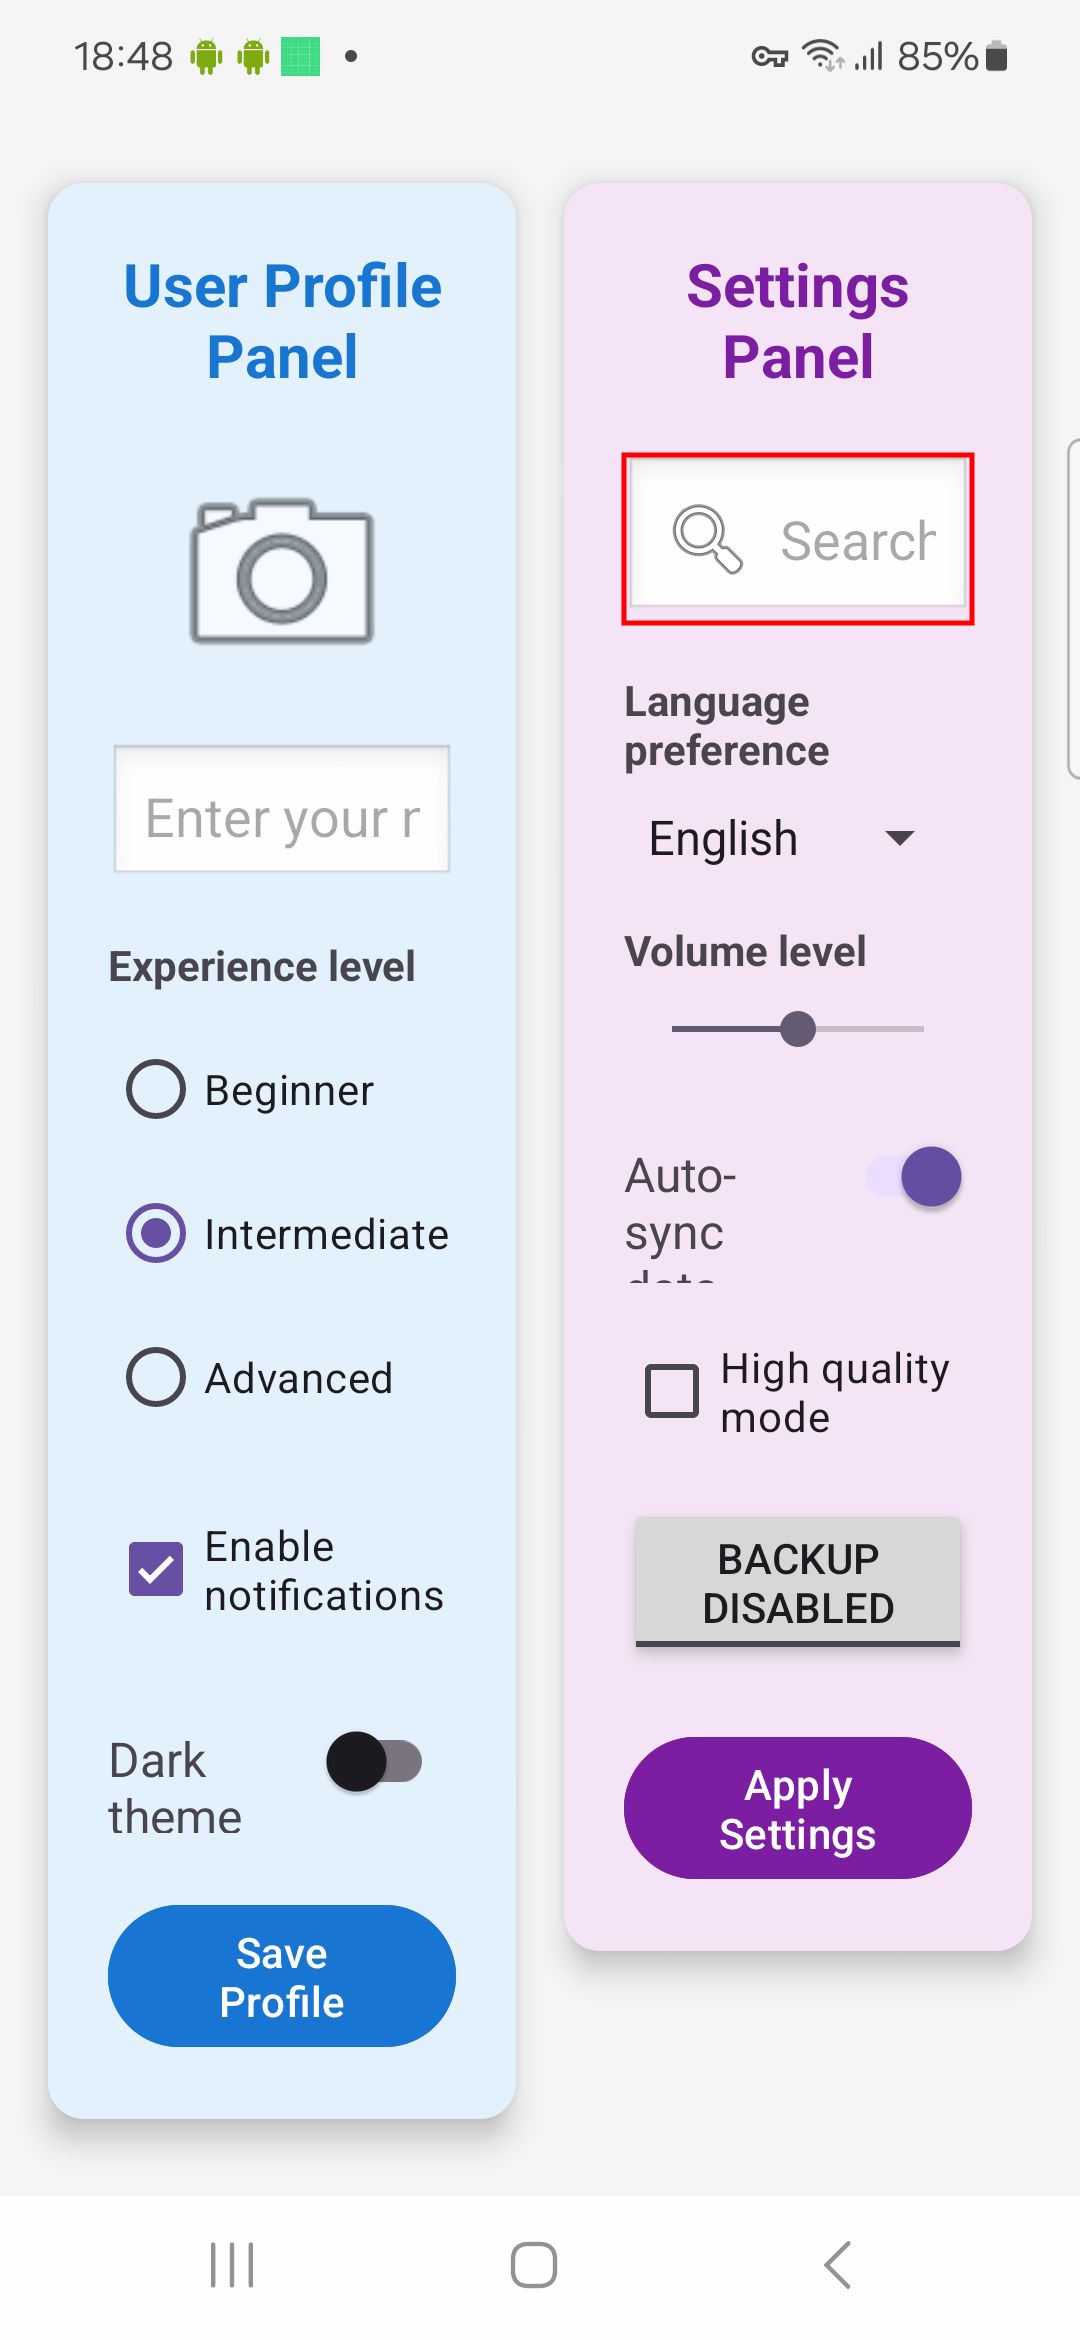 18:48
85%
User Profile
Panel
Enter your
Experience level
Beginner
Intermediate
Advanced
Enable
notifications
Dark
theme
Save
Profile
Settings
Panel
Search
Language
preference
English
Volume level
Auto-
sync
High quality
mode
BACKUP
DISABLED
Apply
Settings